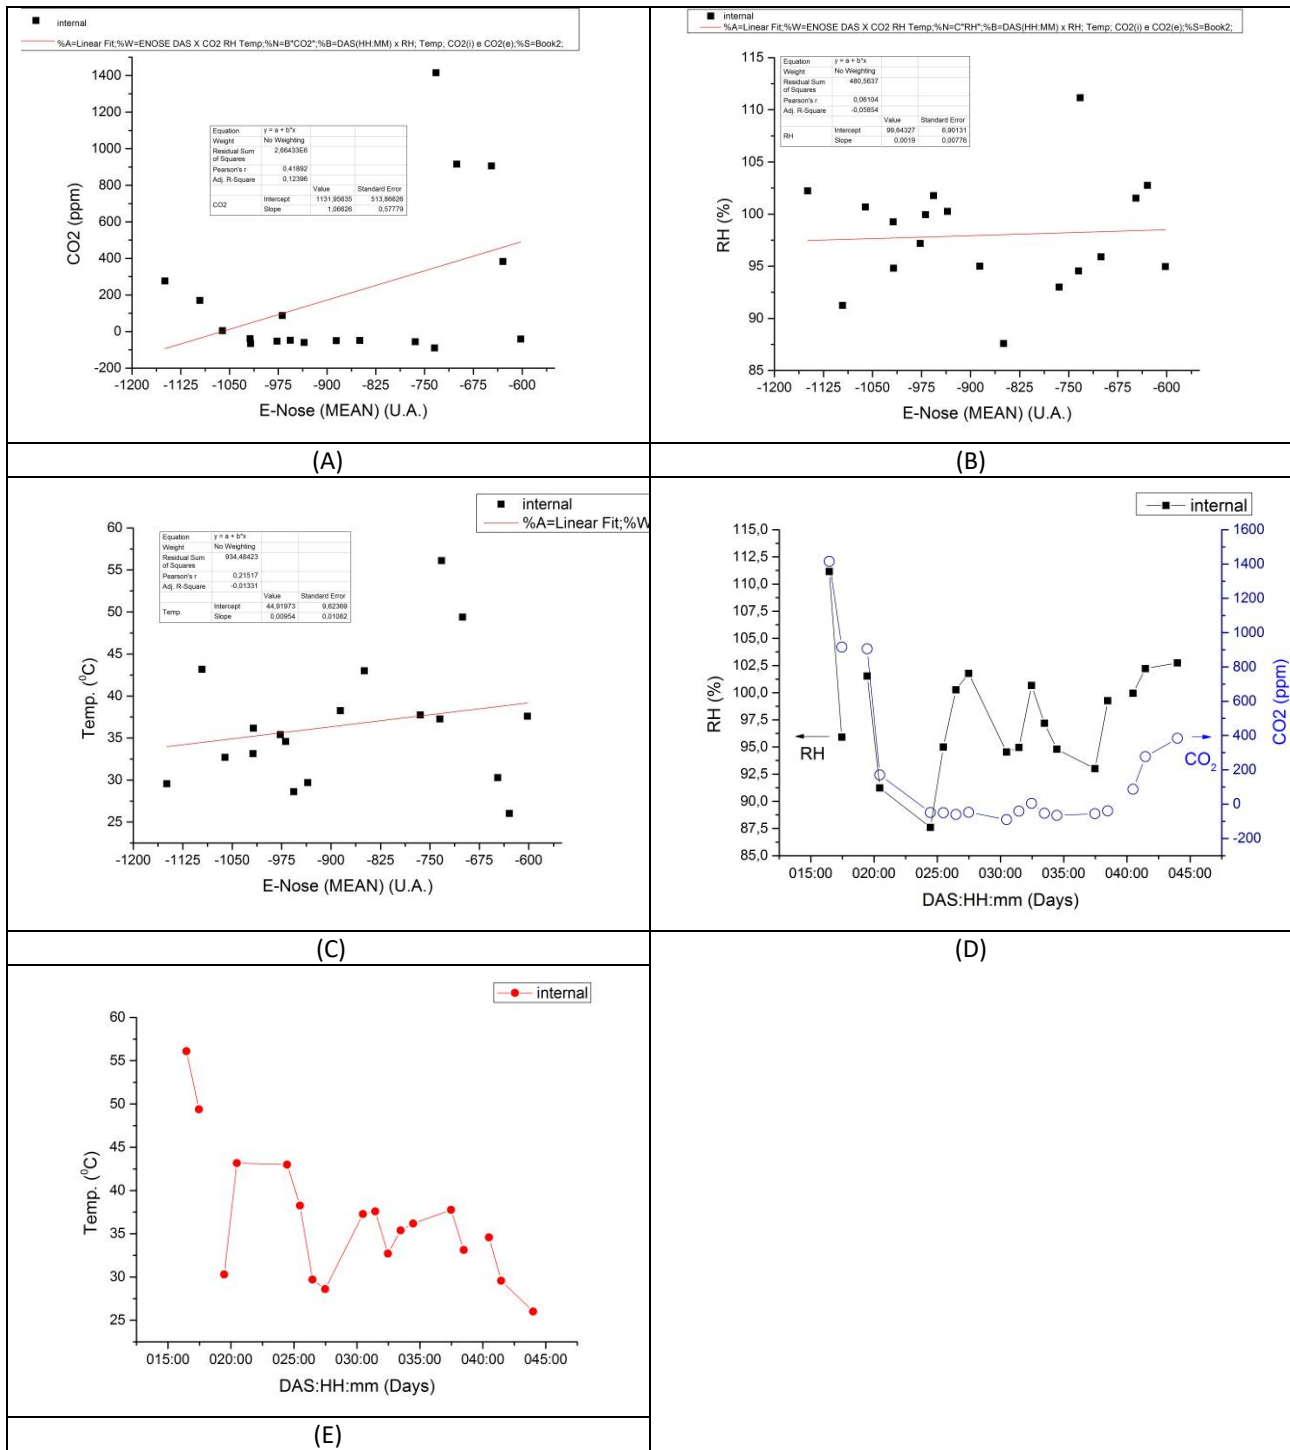 internal
%A=Linear Fit;%W=ENOSE DAS X CO2 RH Temp;%N=B"CO2";%B=DAS(HH:MM) x RH; Temp; CO2(i) e CO2(e);%S=Book2;
1400
1200
1000
800
600
400
200
0
-200
CO2 (ppm)
Equation y = a + b*x
Weight No Weighting
Residual Sum of Squares 2,66433E6
Pearson's r 0,41892
Adj. R-Square 0,12396
Value Standard Error
CO2 Intercept 1131,95635 513,86626
Slope 1,06826 0,57779
-1200 -1125 -1050 -975 -900 -825 -750 -675 -600
E-Nose (MEAN) (U.A.)
(A)
internal
%A=Linear Fit;%W=ENOSE DAS X CO2 RH Temp;%N=C"RH";%B=DAS(HH:MM) x RH; Temp; CO2(i) e CO2(e);%S=Book2;
115
110
105
100
95
90
85
RH (%)
Equation y = a + b*x
Weight No Weighting
Residual Sum of Squares 480,5637
Pearson's r 0,06104
Adj. R-Square -0,05854
Value Standard Error
RH Intercept 99,64327 6,90131
Slope 0,0019 0,00776
-1200 -1125 -1050 -975 -900 -825 -750 -675 -600
E-Nose (MEAN) (U.A.)
(B)
internal
%A=Linear Fit;%W
60
55
50
45
40
35
30
25
Temp. (⁰C)
Equation y = a + b*x
Weight No Weighting
Residual Sum of Squares 934,48423
Pearson's r 0,21517
Adj. R-Square -0,01331
Value Standard Error
Temp Intercept 44,91973 9,62369
Slope 0,00954 0,01082
-1200 -1125 -1050 -975 -900 -825 -750 -675 -600
E-Nose (MEAN) (U.A.)
(C)
internal
115,0
112,5
110,0
107,5
105,0
102,5
100,0
97,5
95,0
92,5
90,0
87,5
85,0
RH (%)
RH
CO₂
1600
1400
1200
1000
800
600
400
200
0
-200
CO2 (ppm)
015:00 020:00 025:00 030:00 035:00 040:00 045:00
DAS:HH:mm (Days)
(D)
internal
60
55
50
45
40
35
30
25
Temp. (⁰C)
015:00 020:00 025:00 030:00 035:00 040:00 045:00
DAS:HH:mm (Days)
(E)